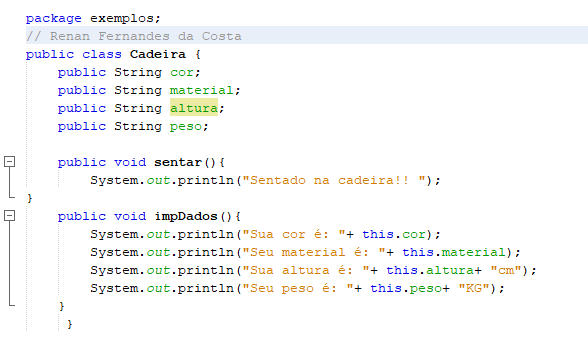 package exemplos;
// Renan Fernandes da Costa
public class Cadeira {
public String cor;
public String material;
public String altura;
public String peso;
public void sentar(){
System.out.println("Sentado na cadeira!! ");
}
public void impDados(){
System.out.println("Sua cor é: "+ this.cor);
System.out.println("Seu material é: "+ this.material);
System.out.println("Sua altura é: "+ this.altura+ "cm");
System.out.println("Seu peso é: "+ this.peso+ "KG");
}
}